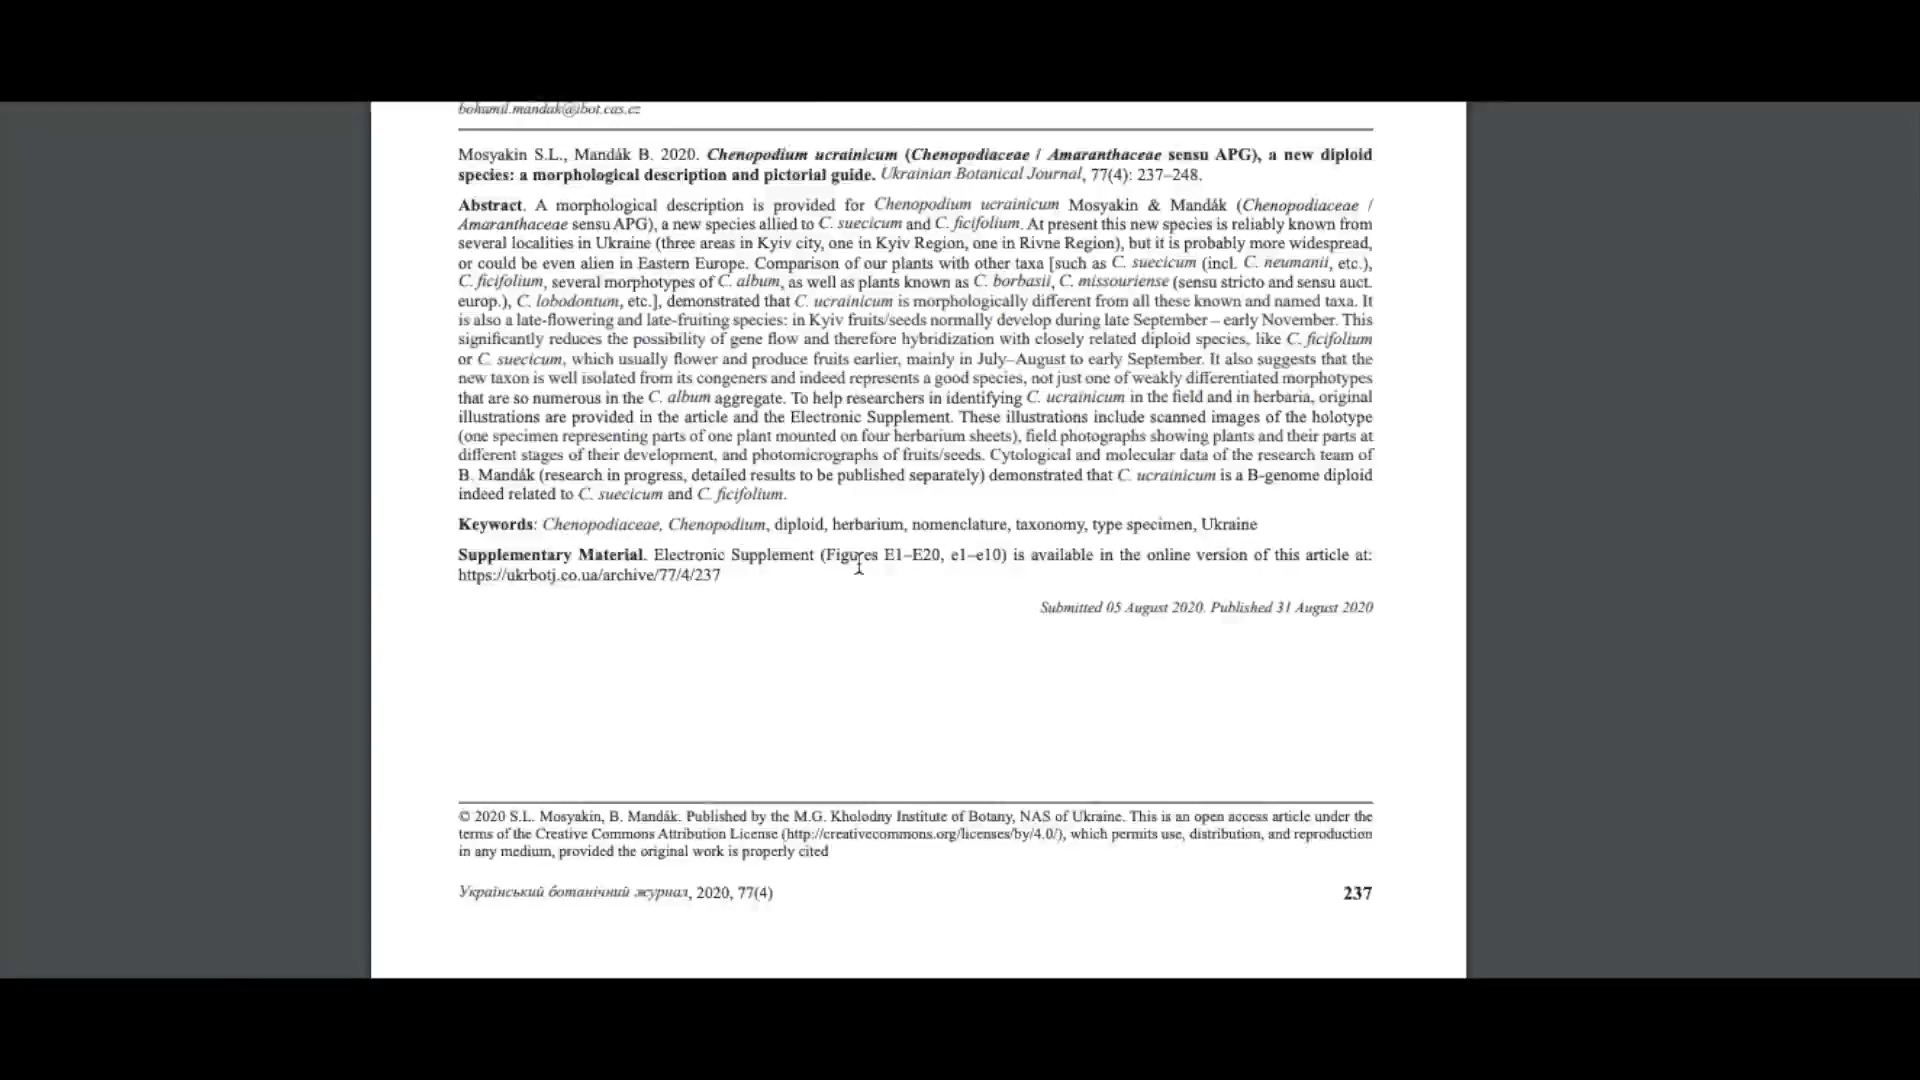 bohumil.mandak@ibot.cas.cz
Mosyakin S.L., Mandák B. 2020. Chenopodium ucrainicum (Chenopodiaceae / Amaranthaceae sensu APG), a new diploid
species: a morphological description and pictorial guide. Ukrainian Botanical Journal, 77(4): 237–248.
Abstract. A morphological description is provided for Chenopodium ucrainicum Mosyakin & Mandák (Chenopodiaceae /
Amaranthaceae sensu APG), a new species allied to C. suecicum and C. ficifolium. At present this new species is reliably known from
several localities in Ukraine (three areas in Kyiv city, one in Kyiv Region, one in Rivne Region), but it is probably more widespread,
or could be even alien in Eastern Europe. Comparison of our plants with other taxa [such as C. suecicum (incl. C. neumanii, etc.),
C. ficifolium, several morphotypes of C. album, as well as plants known as C. borbasii, C. missouriense (sensu stricto and sensu auct.
europ.), C. lobodontum, etc.], demonstrated that C. ucrainicum is morphologically different from all these known and named taxa. It
is also a late-flowering and late-fruiting species: in Kyiv fruits/seeds normally develop during late September – early November. This
significantly reduces the possibility of gene flow and therefore hybridization with closely related diploid species, like C. ficifolium
or C. suecicum, which usually flower and produce fruits earlier, mainly in July–August to early September. It also suggests that the
new taxon is well isolated from its congeners and indeed represents a good species, not just one of weakly differentiated morphotypes
that are so numerous in the C. album aggregate. To help researchers in identifying C. ucrainicum in the field and in herbaria, original
illustrations are provided in the article and the Electronic Supplement. These illustrations include scanned images of the holotype
(one specimen representing parts of one plant mounted on four herbarium sheets), field photographs showing plants and their parts at
different stages of their development, and photomicrographs of fruits/seeds. Cytological and molecular data of the research team of
B. Mandák (research in progress, detailed results to be published separately) demonstrated that C. ucrainicum is a B-genome diploid
indeed related to C. suecicum and C. ficifolium.
Keywords: Chenopodiaceae, Chenopodium, diploid, herbarium, nomenclature, taxonomy, type specimen, Ukraine
Supplementary Material. Electronic Supplement (Figures E1–E20, e1–e10) is available in the online version of this article at:
https://ukrbotj.co.ua/archive/77/4/237
Submitted 05 August 2020. Published 31 August 2020
© 2020 S.L. Mosyakin, B. Mandák. Published by the M.G. Kholodny Institute of Botany, NAS of Ukraine. This is an open access article under the
terms of the Creative Commons Attribution License (http://creativecommons.org/licenses/by/4.0/), which permits use, distribution, and reproduction
in any medium, provided the original work is properly cited
Український ботанічний журнал, 2020, 77(4)
237